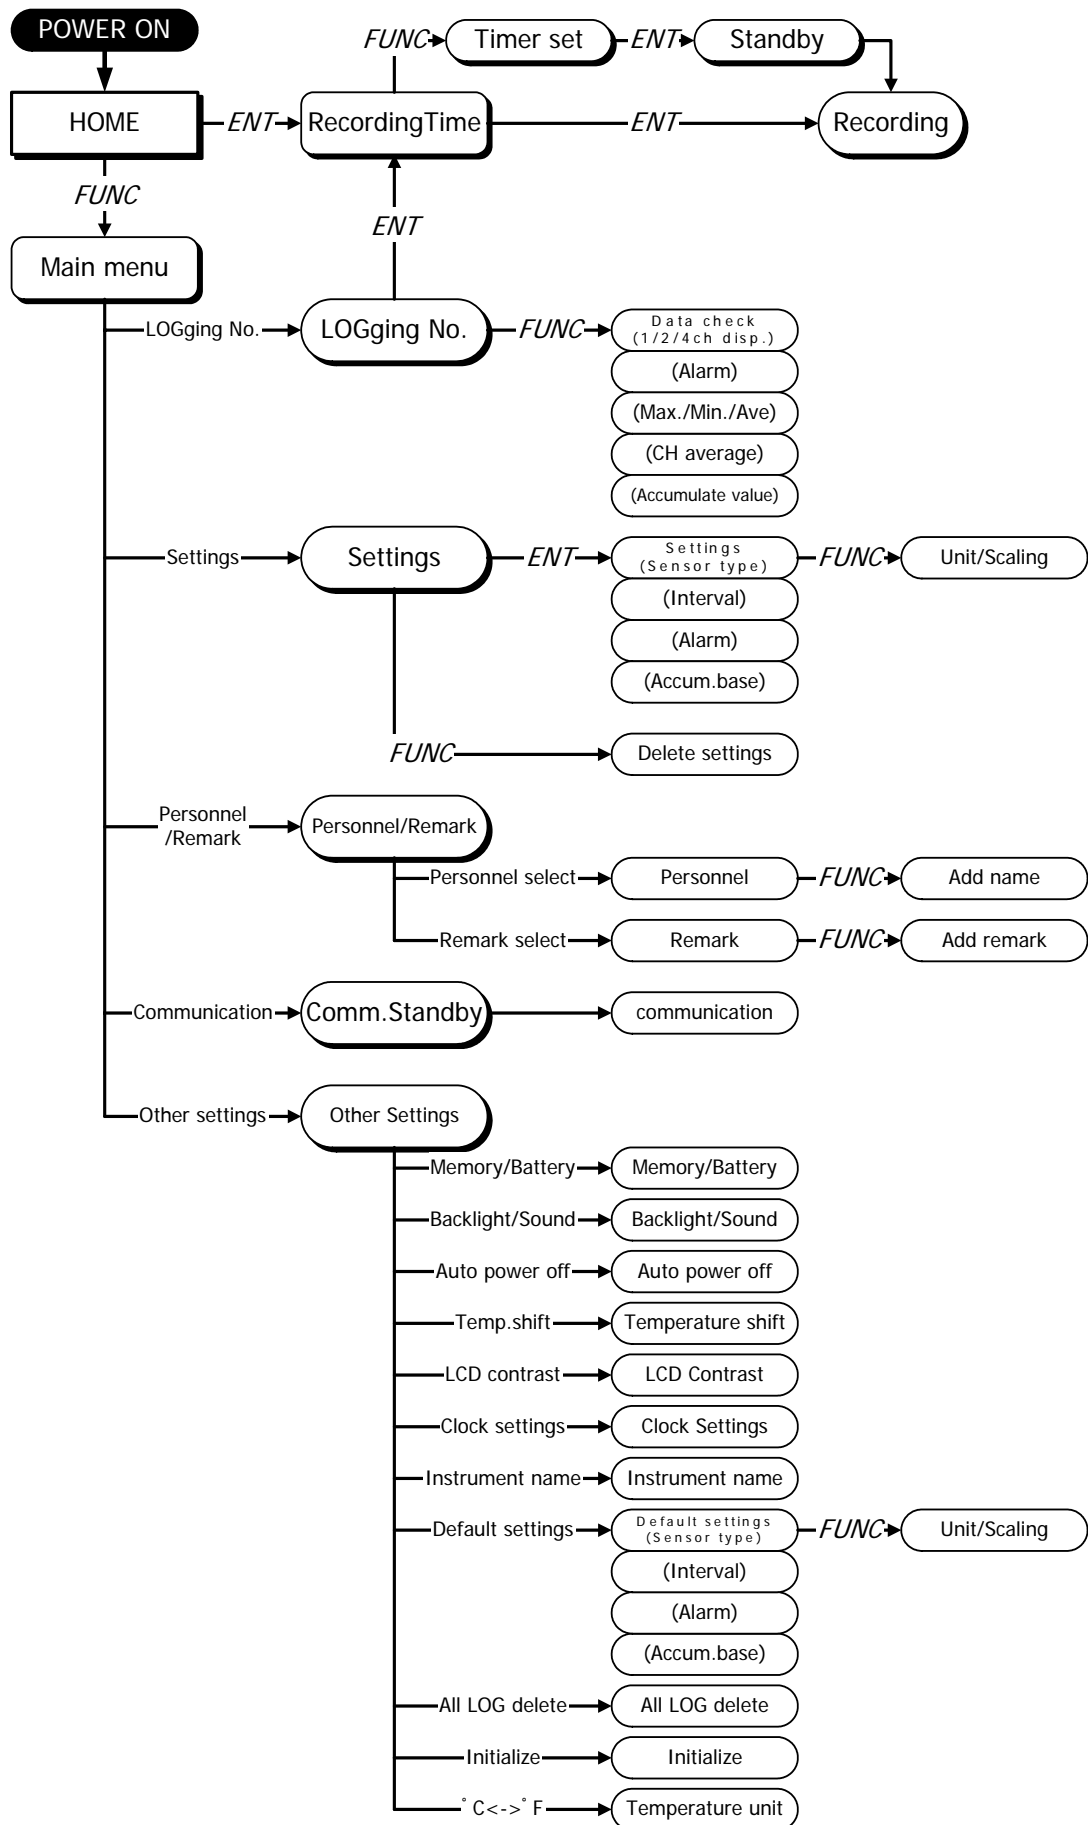 POWER ON
FUNC
Timer set
ENT
Standby
HOME
ENT
RecordingTime
ENT
Recording
FUNC
ENT
Main menu
LOGging No.
LOGging No.
FUNC
Data check
(1/2/4ch disp.)
(Alarm)
(Max./Min./Ave)
(CH average)
(Accumulate value)
Settings
Settings
ENT
Settings
(Sensor type)
FUNC
Unit/Scaling
(Interval)
(Alarm)
(Accum.base)
FUNC
Delete settings
Personnel
/Remark
Personnel/Remark
Personnel select
Personnel
FUNC
Add name
Remark select
Remark
FUNC
Add remark
Communication
Comm.Standby
communication
Other settings
Other Settings
Memory/Battery
Memory/Battery
Backlight/Sound
Backlight/Sound
Auto power off
Auto power off
Temp.shift
Temperature shift
LCD contrast
LCD Contrast
Clock settings
Clock Settings
Instrument name
Instrument name
Default settings
Default settings
(Sensor type)
FUNC
Unit/Scaling
(Interval)
(Alarm)
(Accum.base)
All LOG delete
All LOG delete
Initialize
Initialize
°C<->°F
Temperature unit